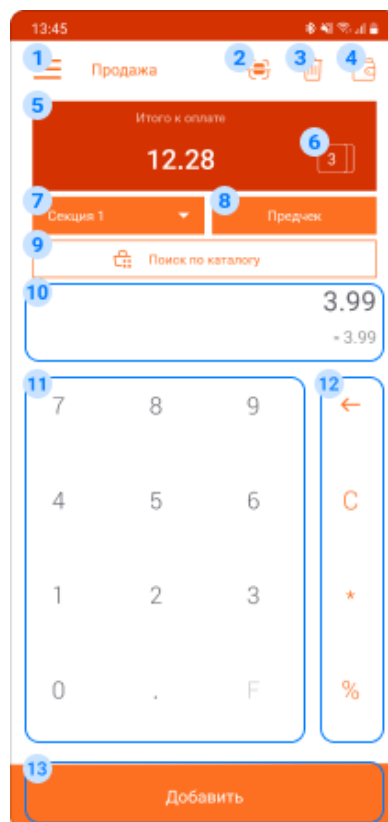 13:45
1 Продажа 2 3 4
5 Итого к оплате
12.28 6 3
7 Секция 1 8 Предчек
9 Поиск по каталогу
10 3.99
= 3.99
11 12
7 8 9 ←
4 5 6 C
1 2 3 *
0 . F %
13 Добавить